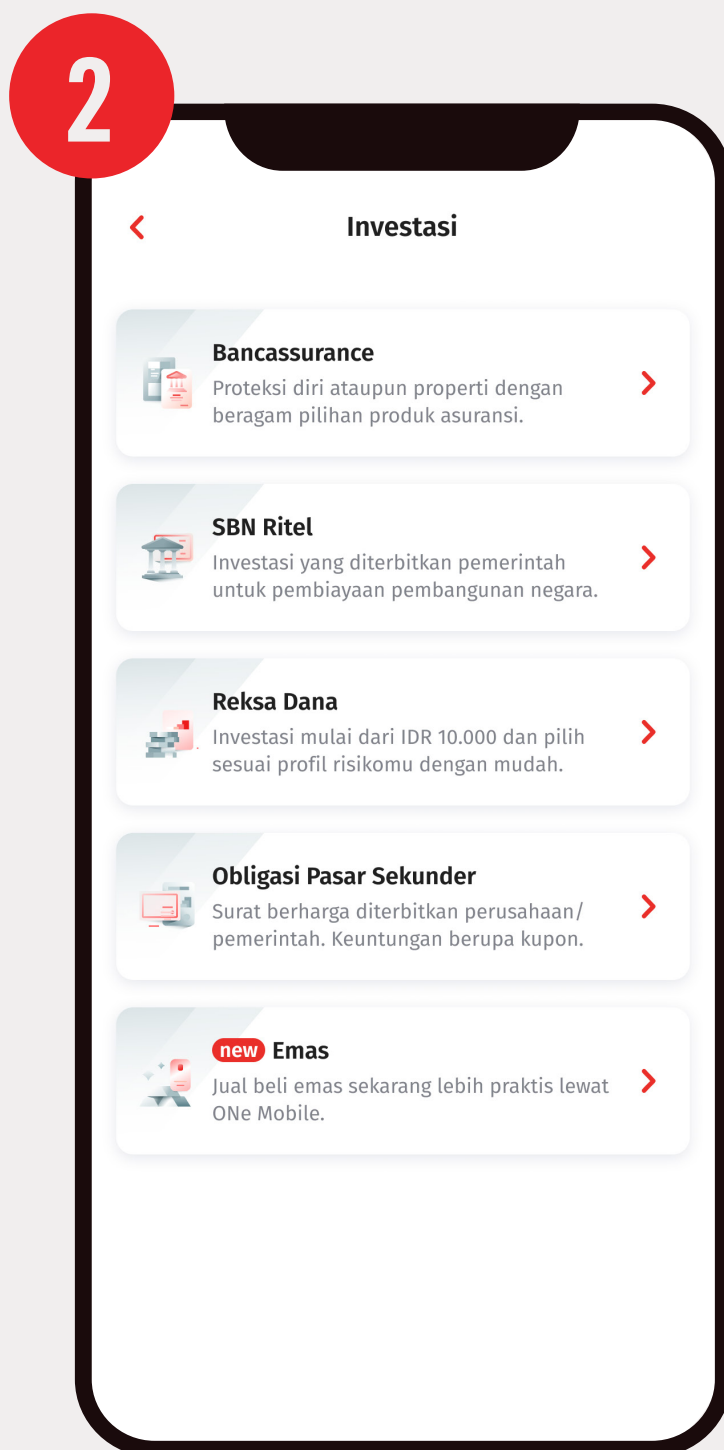 2
Investasi
Bancassurance
Proteksi diri ataupun properti dengan
beragam pilihan produk asuransi.
SBN Ritel
Investasi yang diterbitkan pemerintah
untuk pembiayaan pembangunan negara.
Reksa Dana
Investasi mulai dari IDR 10.000 dan pilih
sesuai profil risikomu dengan mudah.
Obligasi Pasar Sekunder
Surat berharga diterbitkan perusahaan/
pemerintah. Keuntungan berupa kupon.
new Emas
Jual beli emas sekarang lebih praktis lewat
ONe Mobile.